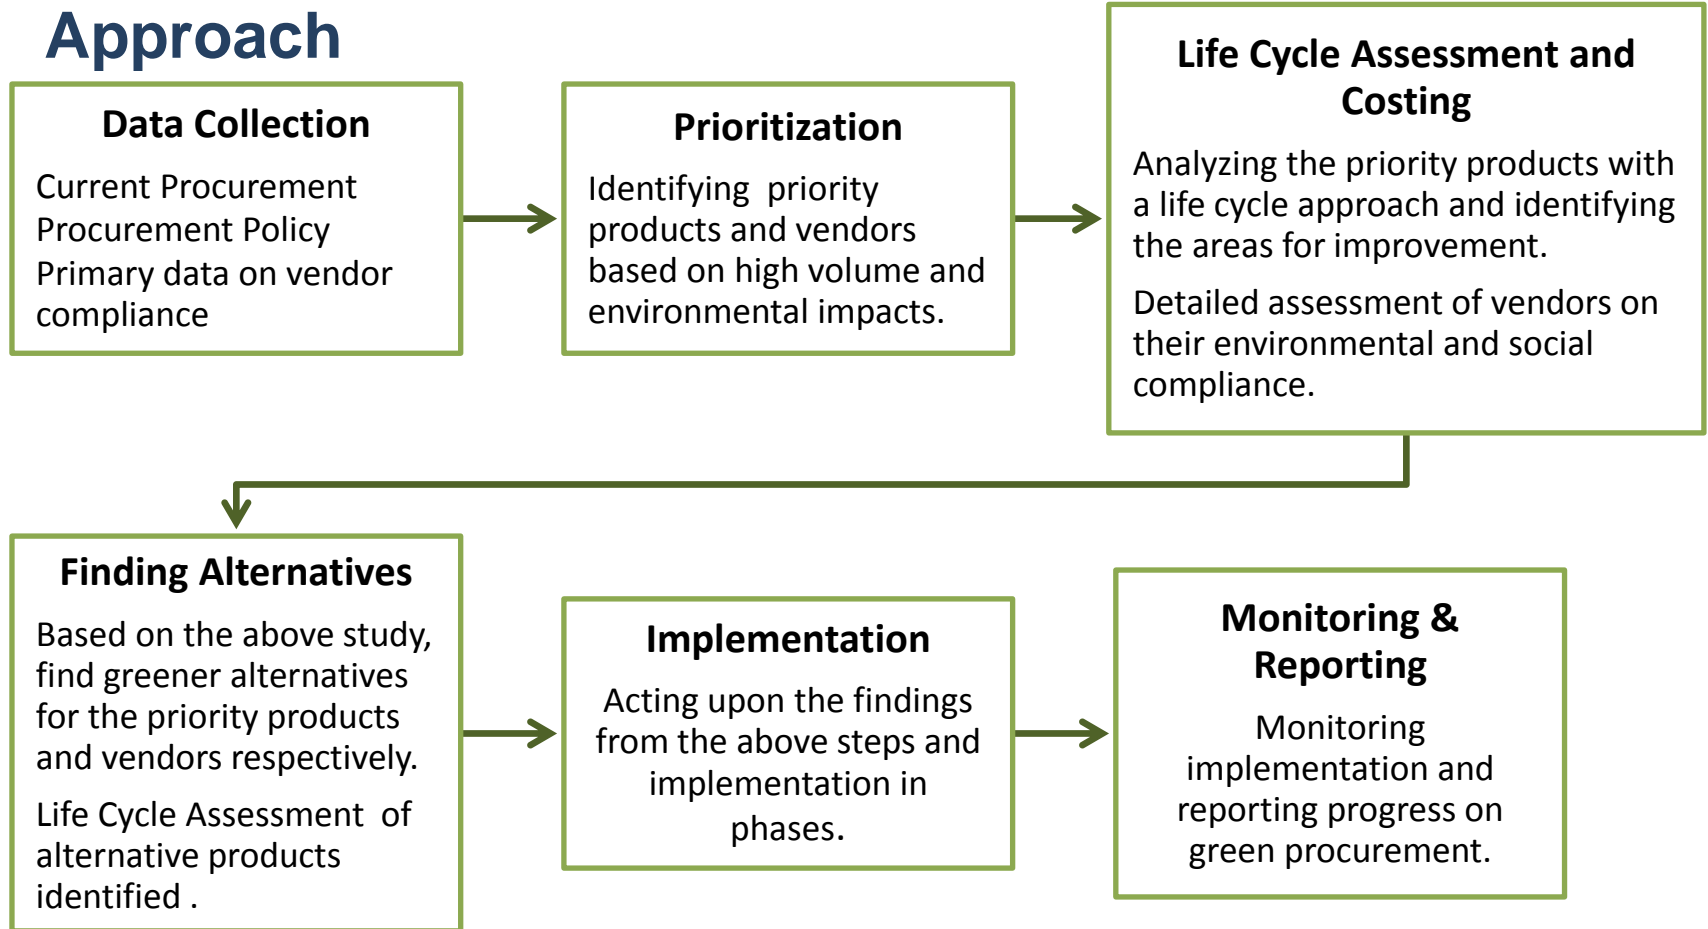 Approach
Data Collection
Current Procurement
Procurement Policy
Primary data on vendor
compliance
Prioritization
Identifying  priority
products and vendors
based on high volume and
environmental impacts.
Life Cycle Assessment and
Costing
Analyzing the priority products with
a life cycle approach and identifying
the areas for improvement.
Detailed assessment of vendors on
their environmental and social
compliance.
Finding Alternatives
Based on the above study,
find greener alternatives
for the priority products
and vendors respectively.
Life Cycle Assessment  of
alternative products
identified .
Implementation
Acting upon the findings
from the above steps and
implementation in
phases.
Monitoring &
Reporting
Monitoring
implementation and
reporting progress on
green procurement.